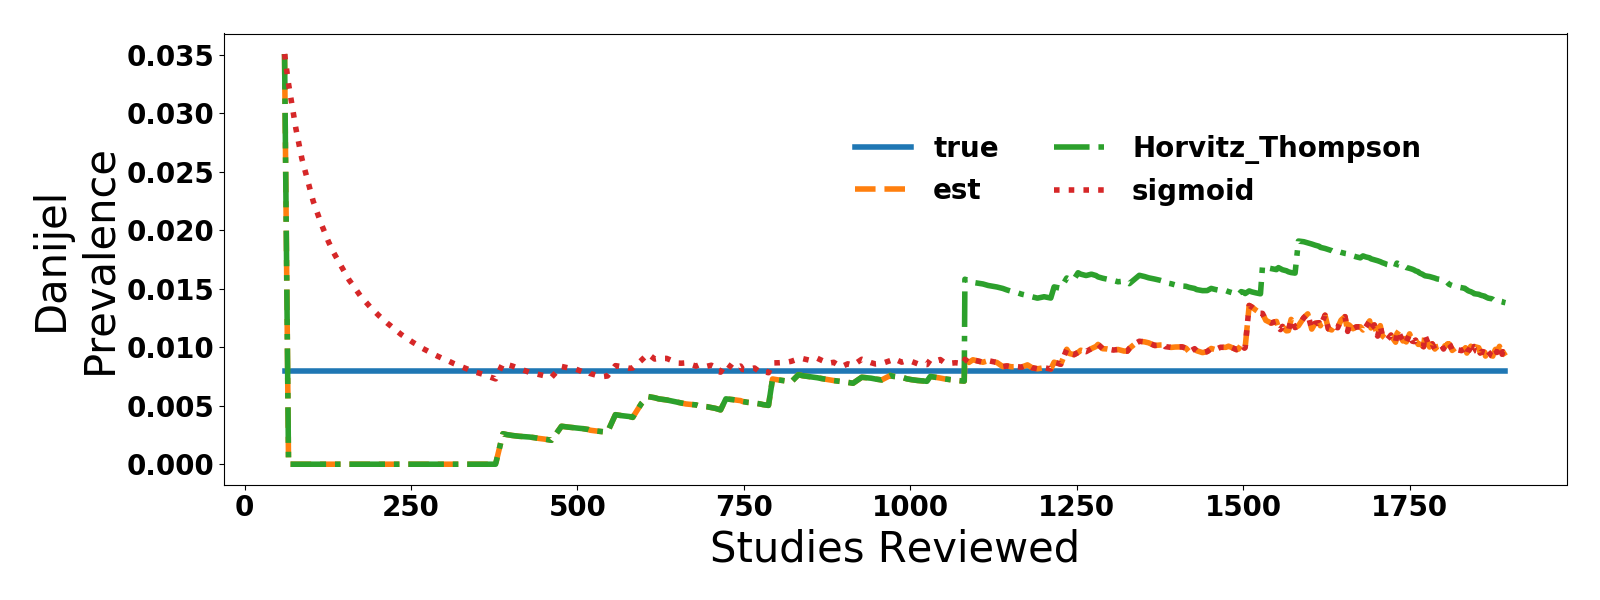 Danijel
Prevalence
0.035
0.030
0.025
0.020
0.015
0.010
0.005
0.000
true
est
Horvitz_Thompson
sigmoid
0 250 500 750 1000 1250 1500 1750
Studies Reviewed